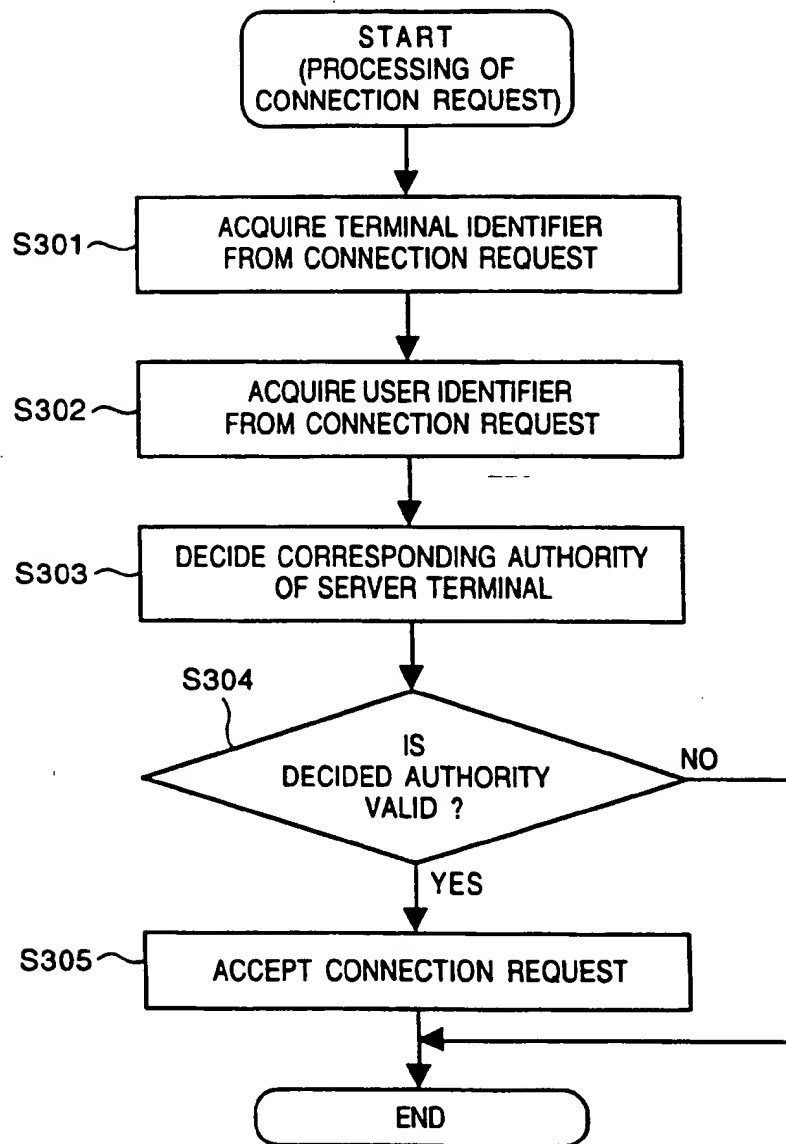 START
(PROCESSING OF
CONNECTION REQUEST)
S301
ACQUIRE TERMINAL IDENTIFIER
FROM CONNECTION REQUEST
S302
ACQUIRE USER IDENTIFIER
FROM CONNECTION REQUEST
S303
DECIDE CORRESPONDING AUTHORITY
OF SERVER TERMINAL
S304
IS
DECIDED AUTHORITY
VALID ?
NO
YES
S305
ACCEPT CONNECTION REQUEST
END